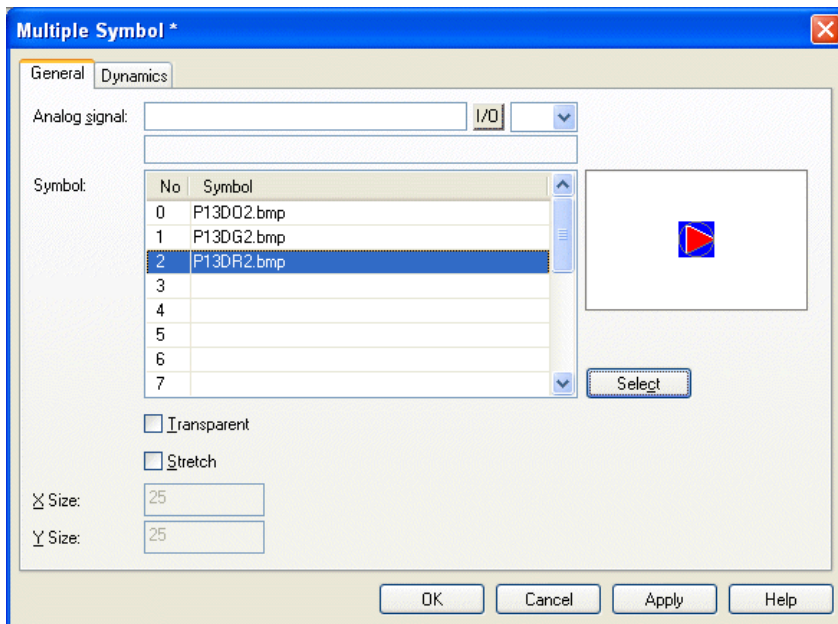 Multiple Symbol *
General Dynamics
Analog signal: I/O
Symbol:
No Symbol
0 P13DO2.bmp
1 P13DG2.bmp
2 P13DR2.bmp
3
4
5
6
7
Select
Transparent
Stretch
X Size: 25
Y Size: 25
OK Cancel Apply Help